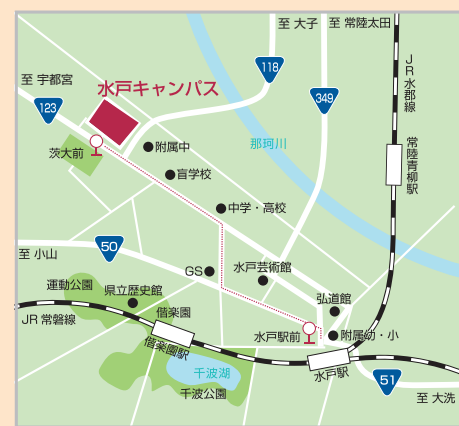 至 大子
至 常陸太田
至 宇都宮
118
JR水郡線
水戸キャンパス
123
349
那珂川
附属中
茨大前
常陸青柳駅
盲学校
中学・高校
50
至 小山
GS
水戸芸術館
運動公園
県立歴史館
弘道館
偕楽園
JR常磐線
水戸駅前
附属幼・小
偕楽園駅
千波湖
水戸駅
51
千波公園
至 大洗